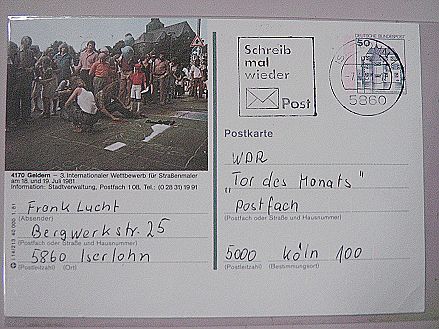 DEUTSCHE BUNDESPOST
50
Schreib
mal
wieder
Post
5860
4170 Geldern – 3. Internationaler Wettbewerb für Straßenmaler
am 18. und 19. Juli 1981
Information: Stadtverwaltung, Postfach 1 08, Tel.: (0 28 31) 19 91
Frank Lucht
(Absender)
Bergwerkstr. 25
(Postfach oder Straße und Hausnummer)
5860 Iserlohn
(Postleitzahl) (Ort)
Postkarte
WDR
"Tor des Monats"
Postfach
(Postfach oder Straße und Hausnummer)
5000 Köln 100
(Postleitzahl) (Bestimmungsort)